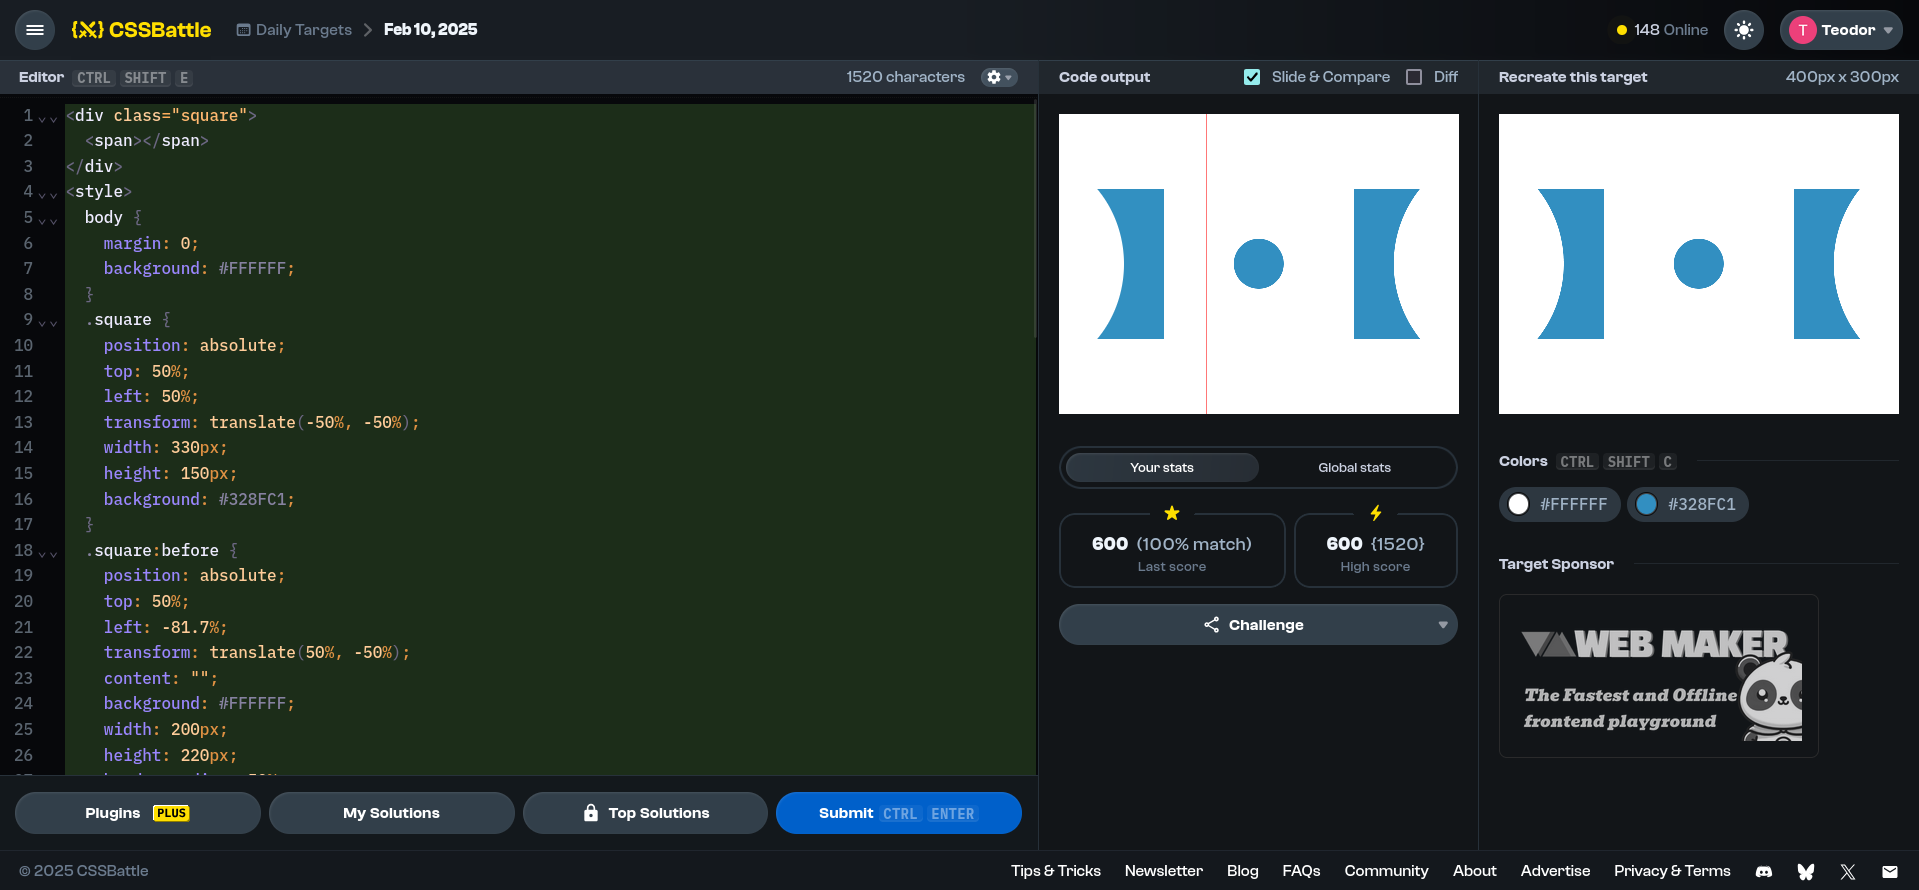 CSSBattle
Daily Targets
Feb 10, 2025
148 Online
T
Teodor
Editor CTRL SHIFT E
1520 characters
Code output
Slide & Compare
Diff
Recreate this target
400px x 300px
1 <div class="square">
2 <span></span>
3 </div>
4 <style>
5 body {
6 margin: 0;
7 background: #FFFFFF;
8 }
9 .square {
10 position: absolute;
11 top: 50%;
12 left: 50%;
13 transform: translate(-50%, -50%);
14 width: 330px;
15 height: 150px;
16 background: #328FC1;
17 }
18 .square:before {
19 position: absolute;
20 top: 50%;
21 left: -81.7%;
22 transform: translate(50%, -50%);
23 content: "";
24 background: #FFFFFF;
25 width: 200px;
26 height: 220px;
Your stats
Global stats
600 (100% match)
Last score
600 {1520}
High score
Challenge
Colors CTRL SHIFT C
#FFFFFF
#328FC1
Target Sponsor
WEB MAKER
The Fastest and Offline
frontend playground
Plugins PLUS
My Solutions
Top Solutions
Submit CTRL ENTER
© 2025 CSSBattle
Tips & Tricks
Newsletter
Blog
FAQs
Community
About
Advertise
Privacy & Terms